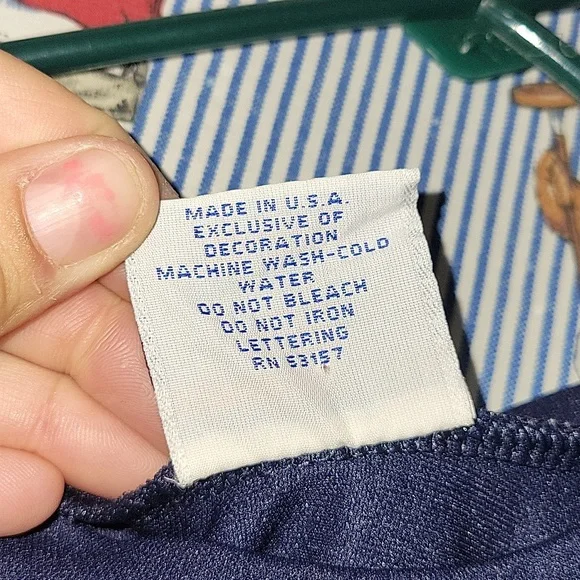 MADE IN U.S.A.
EXCLUSIVE OF
DECORATION
MACHINE WASH-COLD
WATER
DO NOT BLEACH
DO NOT IRON
LETTERING
RN 53157